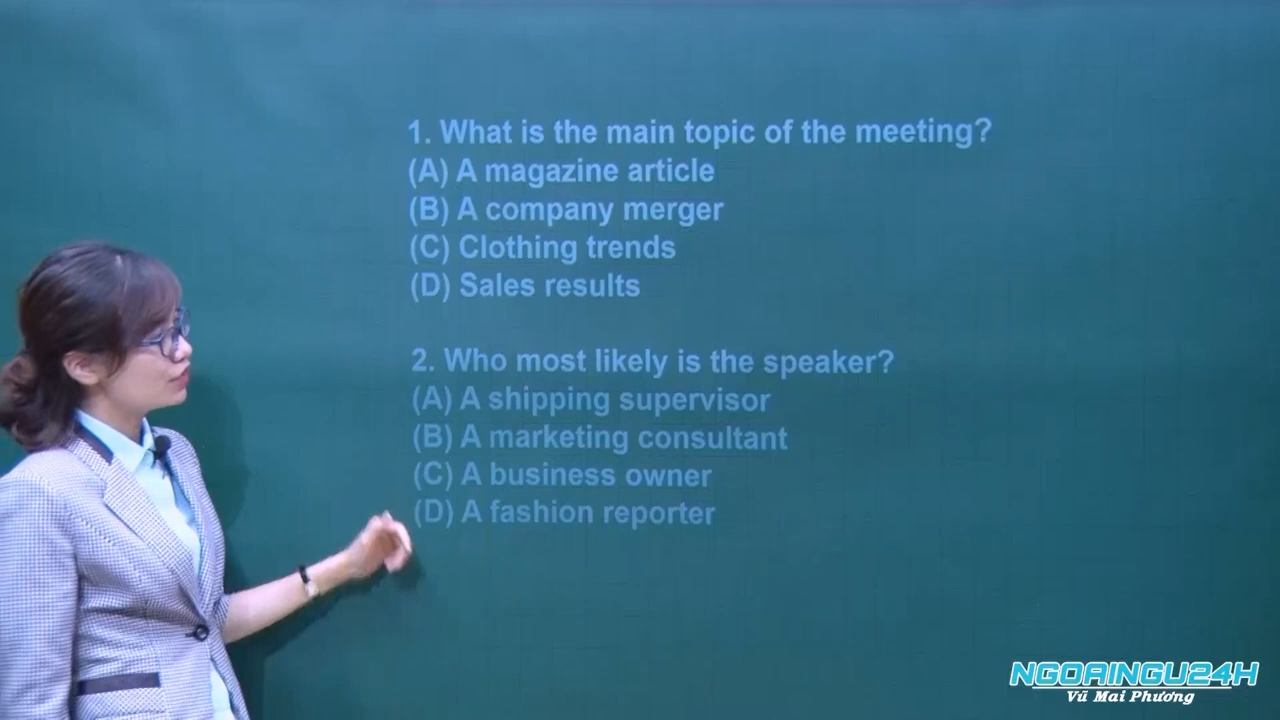 1. What is the main topic of the meeting?
(A) A magazine article
(B) A company merger
(C) Clothing trends
(D) Sales results
2. Who most likely is the speaker?
(A) A shipping supervisor
(B) A marketing consultant
(C) A business owner
(D) A fashion reporter
NGOAINGU24H
Vũ Mai Phương